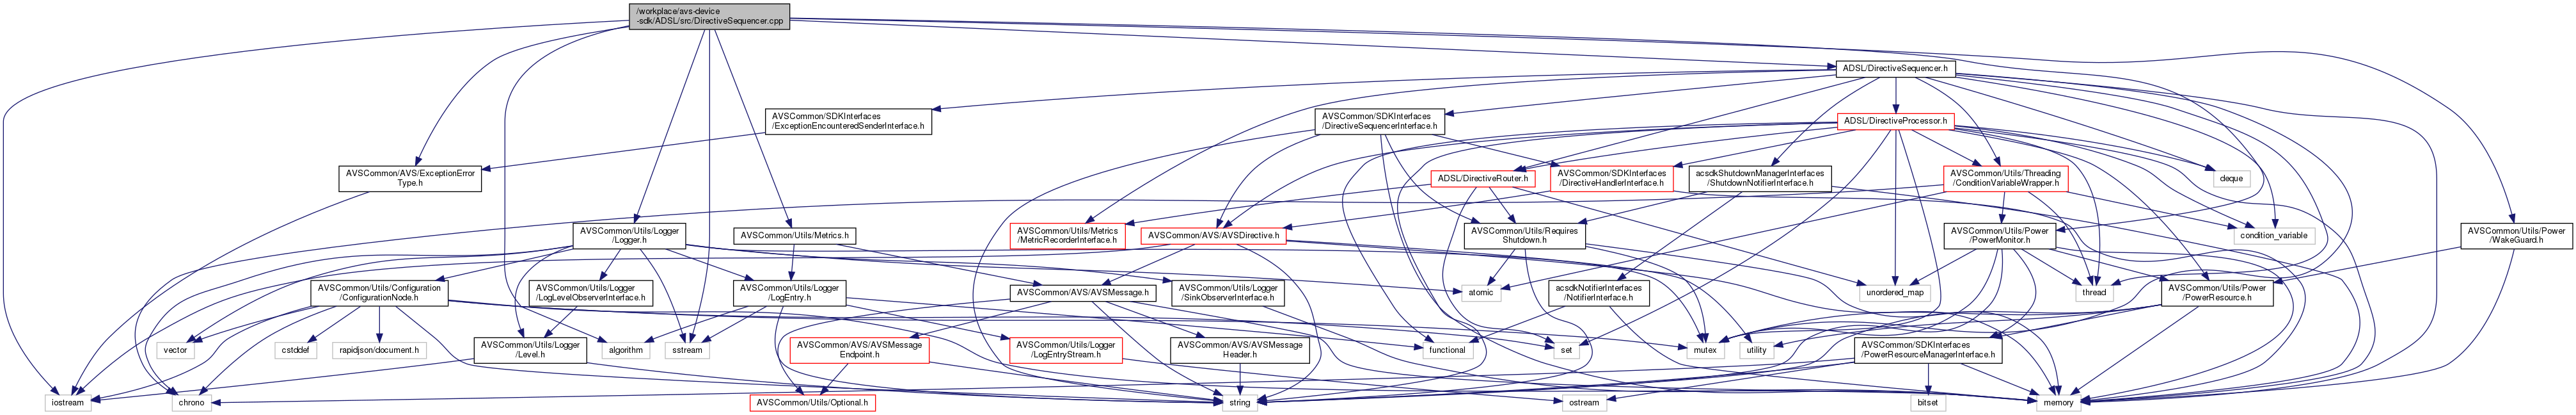 /workplace/avs-device
-sdk/ADSL/src/DirectiveSequencer.cpp
ADSL/DirectiveSequencer.h
AVSCommon/SDKInterfaces
/ExceptionEncounteredSenderInterface.h
AVSCommon/SDKInterfaces
/DirectiveSequencerInterface.h
ADSL/DirectiveProcessor.h
AVSCommon/AVS/ExceptionError
Type.h
ADSL/DirectiveRouter.h
AVSCommon/SDKInterfaces
/DirectiveHandlerInterface.h
acsdkShutdownManagerInterfaces
/ShutdownNotifierInterface.h
AVSCommon/Utils/Threading
/ConditionVariableWrapper.h
deque
AVSCommon/Utils/Logger
/Logger.h
AVSCommon/Utils/Metrics.h
AVSCommon/Utils/Metrics
/MetricRecorderInterface.h
AVSCommon/AVS/AVSDirective.h
AVSCommon/Utils/Requires
Shutdown.h
AVSCommon/Utils/Power
/PowerMonitor.h
condition_variable
AVSCommon/Utils/Power
/WakeGuard.h
AVSCommon/Utils/Configuration
/ConfigurationNode.h
AVSCommon/Utils/Logger
/LogLevelObserverInterface.h
AVSCommon/Utils/Logger
/LogEntry.h
AVSCommon/AVS/AVSMessage.h
AVSCommon/Utils/Logger
/SinkObserverInterface.h
atomic
acsdkNotifierInterfaces
/NotifierInterface.h
unordered_map
thread
AVSCommon/Utils/Power
/PowerResource.h
vector
cstddef
rapidjson/document.h
AVSCommon/Utils/Logger
/Level.h
algorithm
sstream
AVSCommon/AVS/AVSMessage
Endpoint.h
AVSCommon/Utils/Logger
/LogEntryStream.h
AVSCommon/AVS/AVSMessage
Header.h
functional
set
mutex
utility
AVSCommon/SDKInterfaces
/PowerResourceManagerInterface.h
iostream
chrono
AVSCommon/Utils/Optional.h
string
ostream
bitset
memory